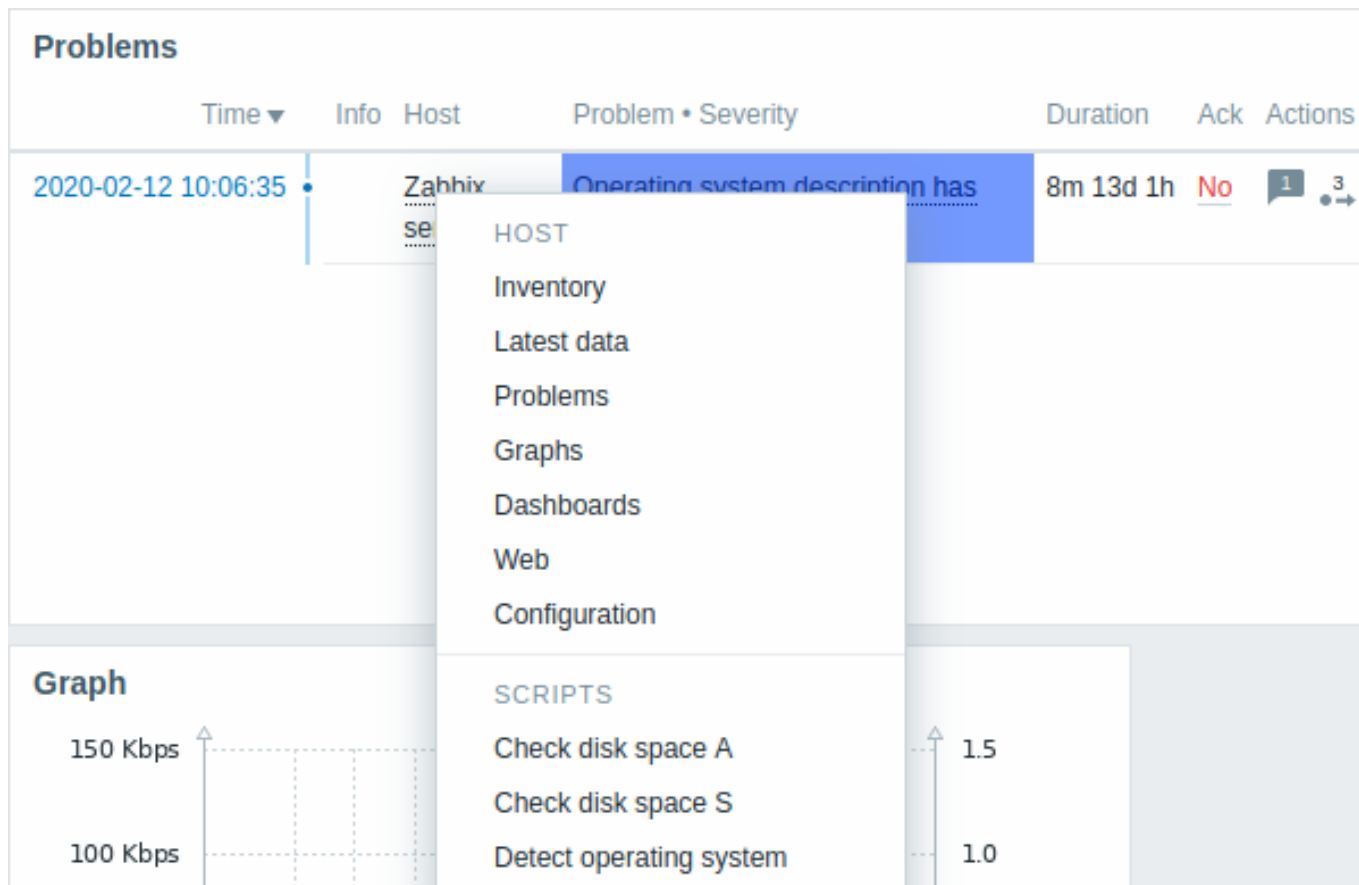 Problems
Time Info Host Problem • Severity Duration Ack Actions
2020-02-12 10:06:35 Zabbix Operating system description has 8m 13d 1h No 1 3
HOST
Inventory
Latest data
Problems
Graphs
Dashboards
Web
Configuration
SCRIPTS
Check disk space A
Check disk space S
Detect operating system
Graph
150 Kbps 1.5
100 Kbps 1.0